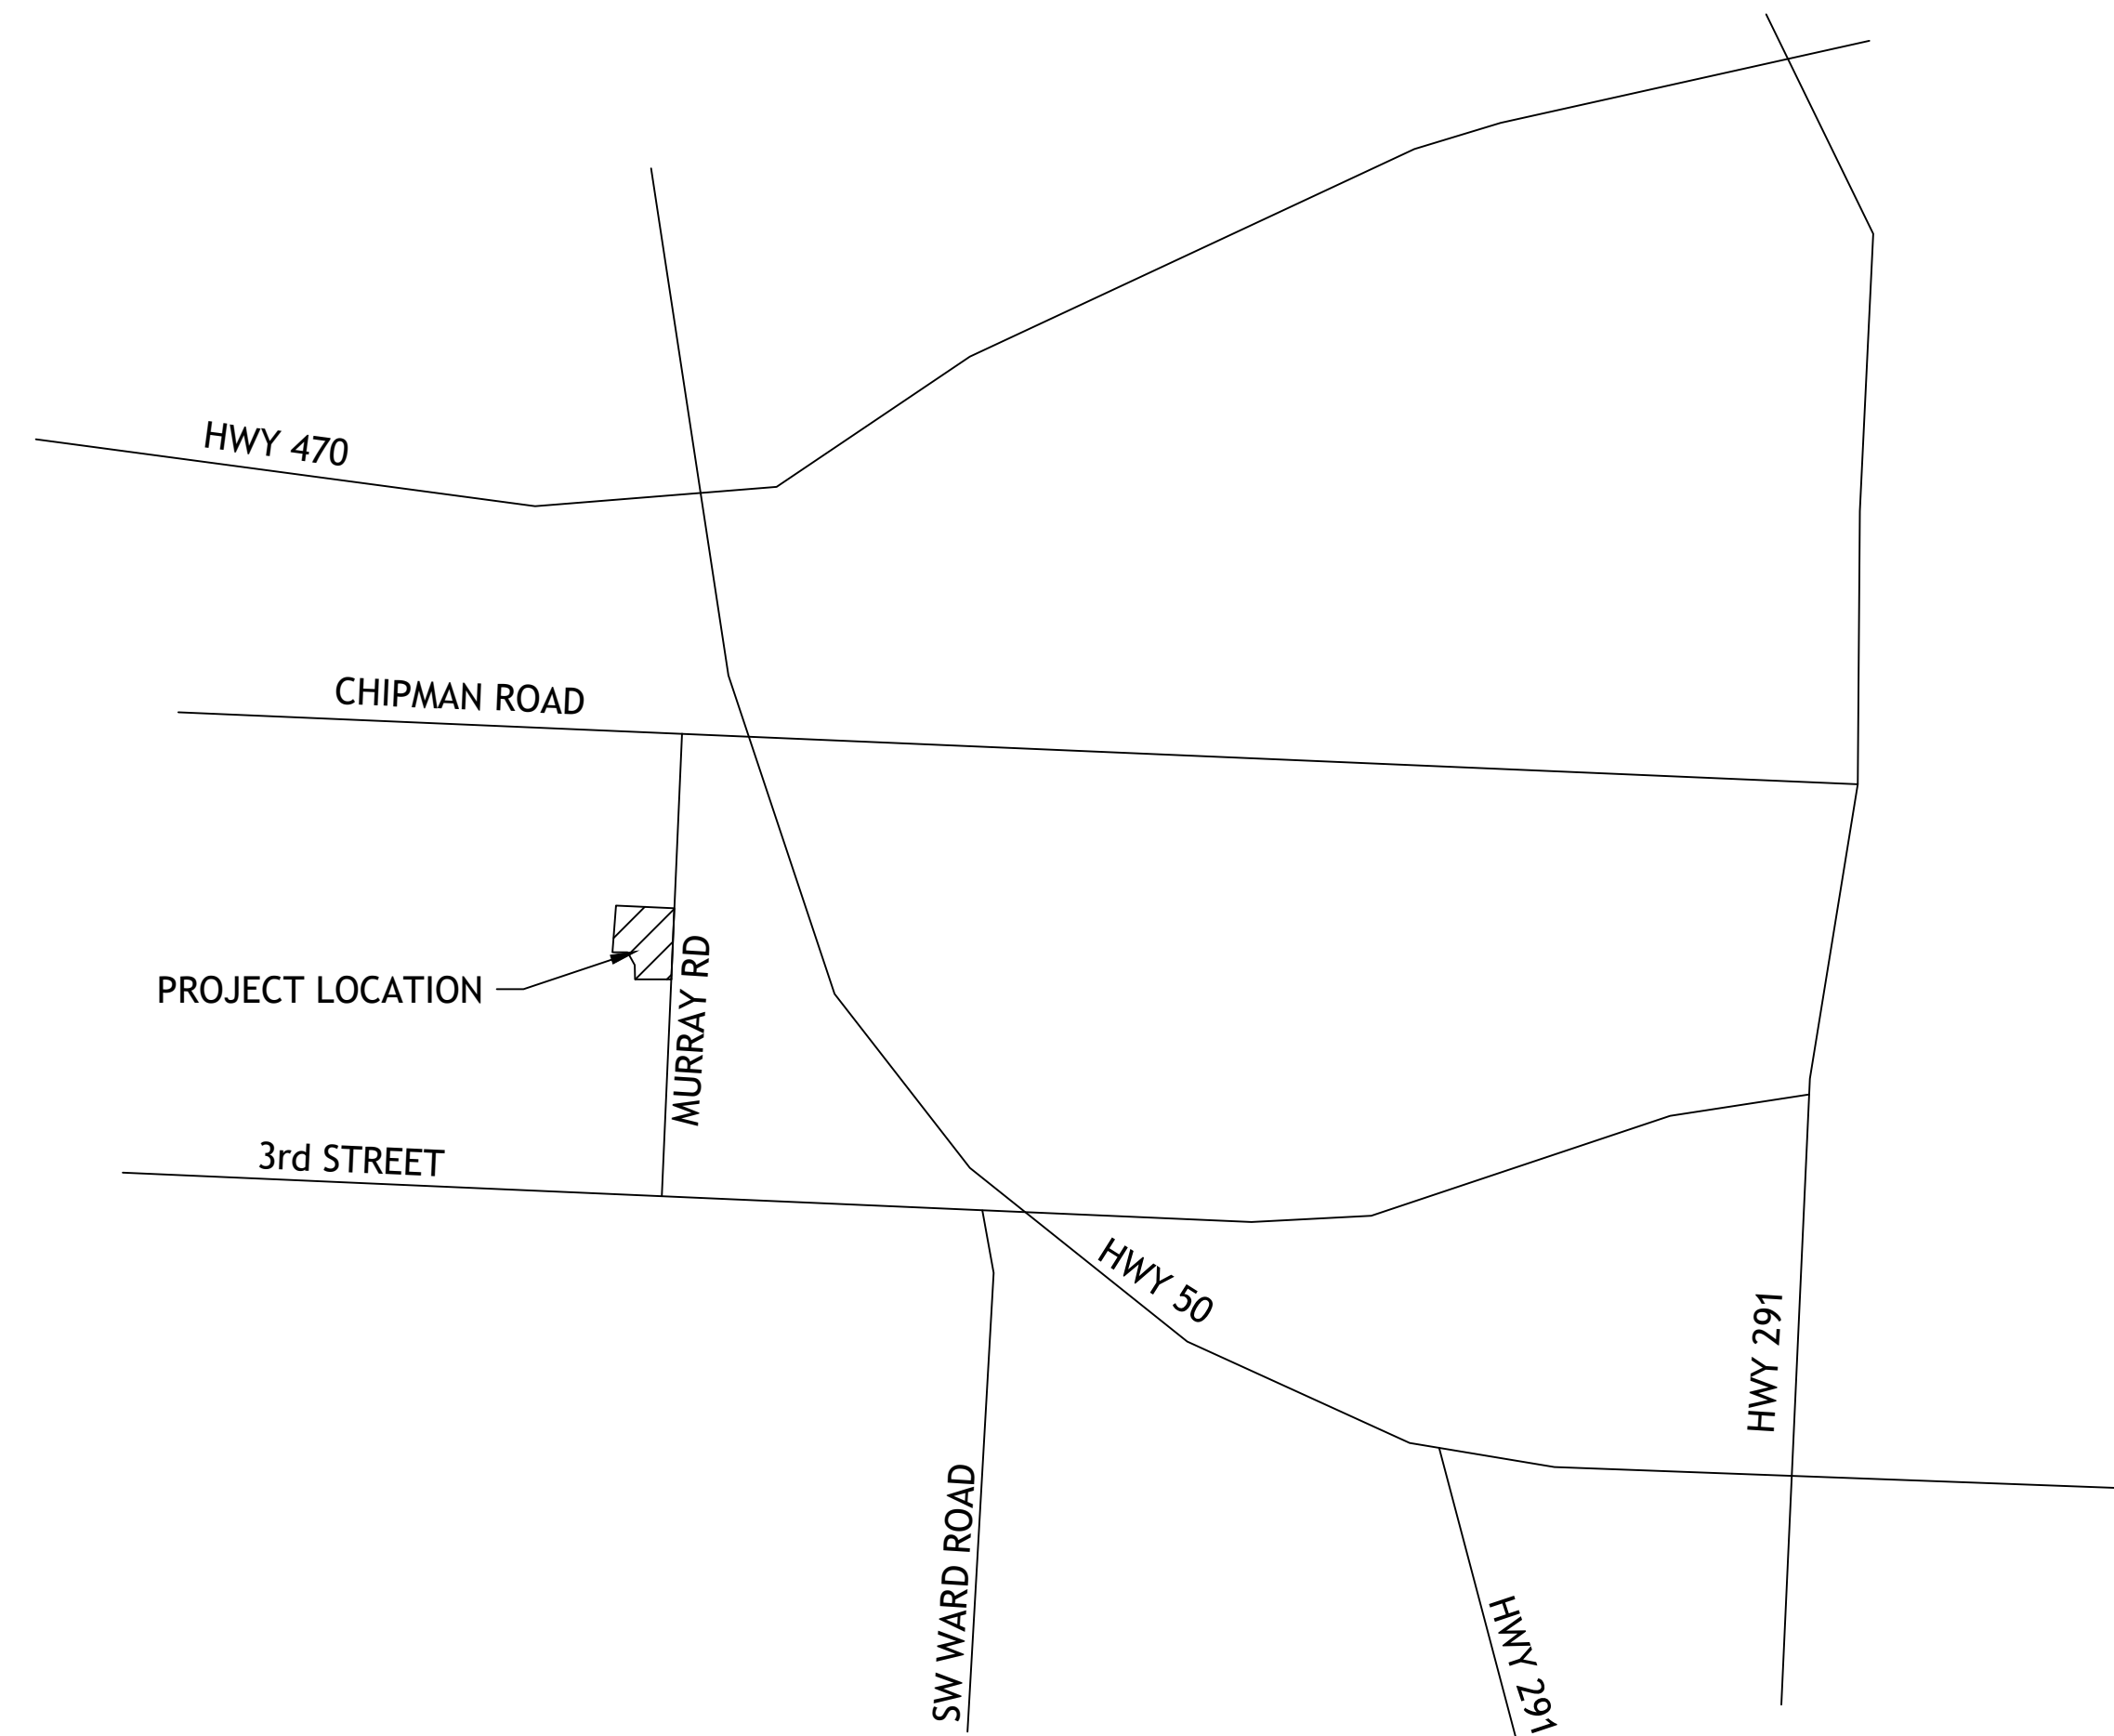 HWY 470
CHIPMAN ROAD
MURRAY RD
PROJECT LOCATION
3rd STREET
HWY 50
HWY 291
SW WARD ROAD
HWY 291